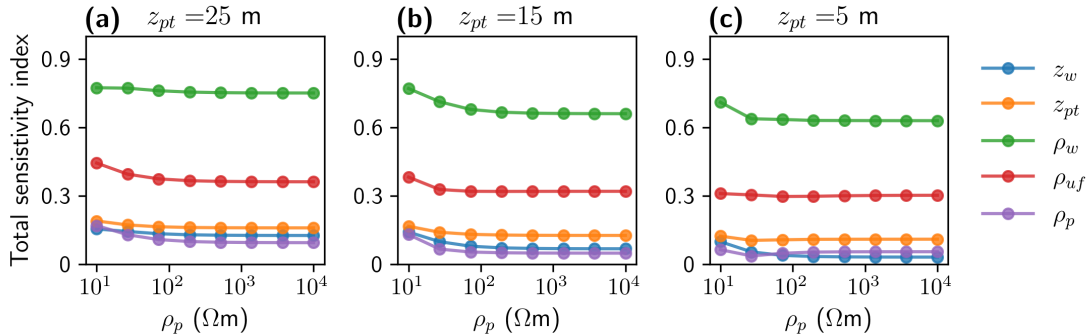 (a) z_pt = 25 m
(b) z_pt = 15 m
(c) z_pt = 5 m
Total sensistivity index
0.9
0.6
0.3
0
10^1 10^2 10^3 10^4
ρ_p (Ωm)
0.9
0.6
0.3
0
10^1 10^2 10^3 10^4
ρ_p (Ωm)
0.9
0.6
0.3
0
10^1 10^2 10^3 10^4
ρ_p (Ωm)
z_w
z_pt
ρ_w
ρ_uf
ρ_p